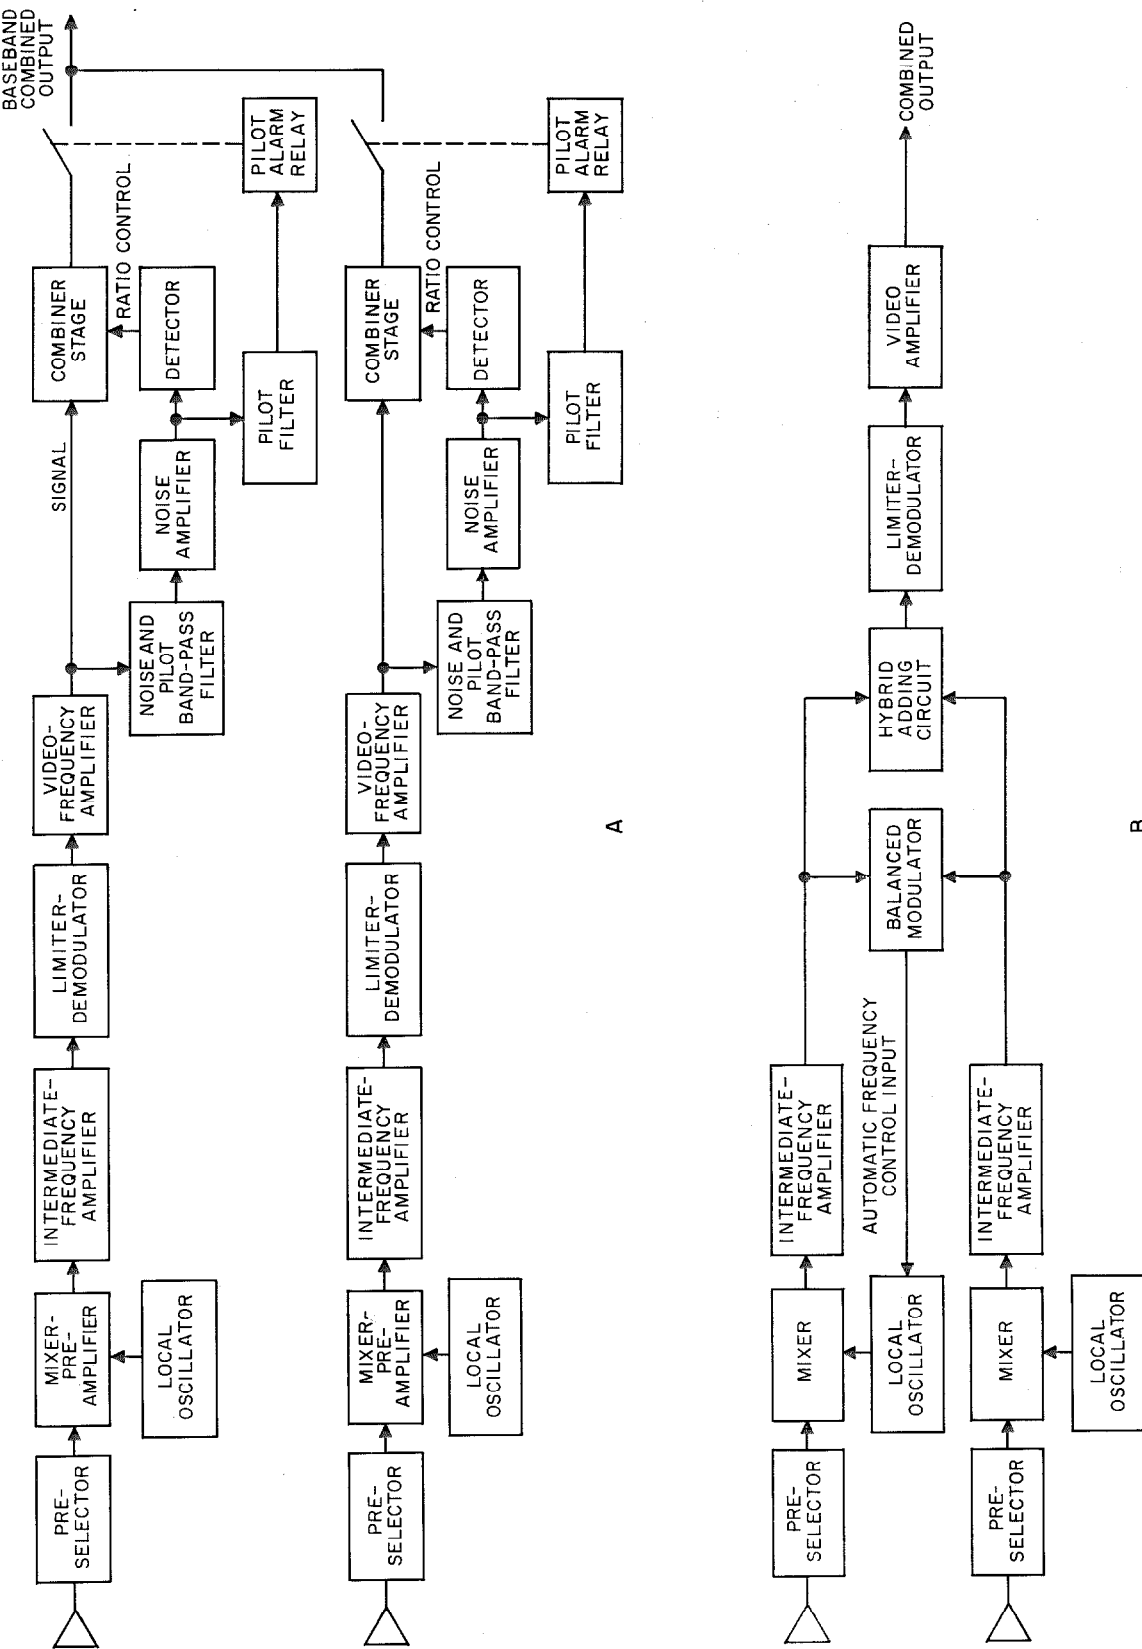 PRE-
SELECTOR
MIXER-
PRE-
AMPLIFIER
LOCAL
OSCILLATOR
INTERMEDIATE-
FREQUENCY
AMPLIFIER
LIMITER-
DEMODULATOR
VIDEO-
FREQUENCY
AMPLIFIER
NOISE AND
PILOT
BAND-PASS
FILTER
SIGNAL
NOISE
AMPLIFIER
COMBINER
STAGE
RATIO CONTROL
DETECTOR
PILOT
FILTER
PILOT
ALARM
RELAY
BASEBAND
COMBINED
OUTPUT
PRE-
SELECTOR
MIXER-
PRE-
AMPLIFIER
LOCAL
OSCILLATOR
INTERMEDIATE-
FREQUENCY
AMPLIFIER
LIMITER-
DEMODULATOR
VIDEO-
FREQUENCY
AMPLIFIER
NOISE AND
PILOT
BAND-PASS
FILTER
NOISE
AMPLIFIER
COMBINER
STAGE
RATIO CONTROL
DETECTOR
PILOT
FILTER
PILOT
ALARM
RELAY
A
PRE-
SELECTOR
MIXER
LOCAL
OSCILLATOR
INTERMEDIATE-
FREQUENCY
AMPLIFIER
AUTOMATIC FREQUENCY
CONTROL INPUT
BALANCED
MODULATOR
HYBRID
ADDING
CIRCUIT
LIMITER-
DEMODULATOR
VIDEO
AMPLIFIER
COMBINED
OUTPUT
PRE-
SELECTOR
MIXER
LOCAL
OSCILLATOR
INTERMEDIATE-
FREQUENCY
AMPLIFIER
B